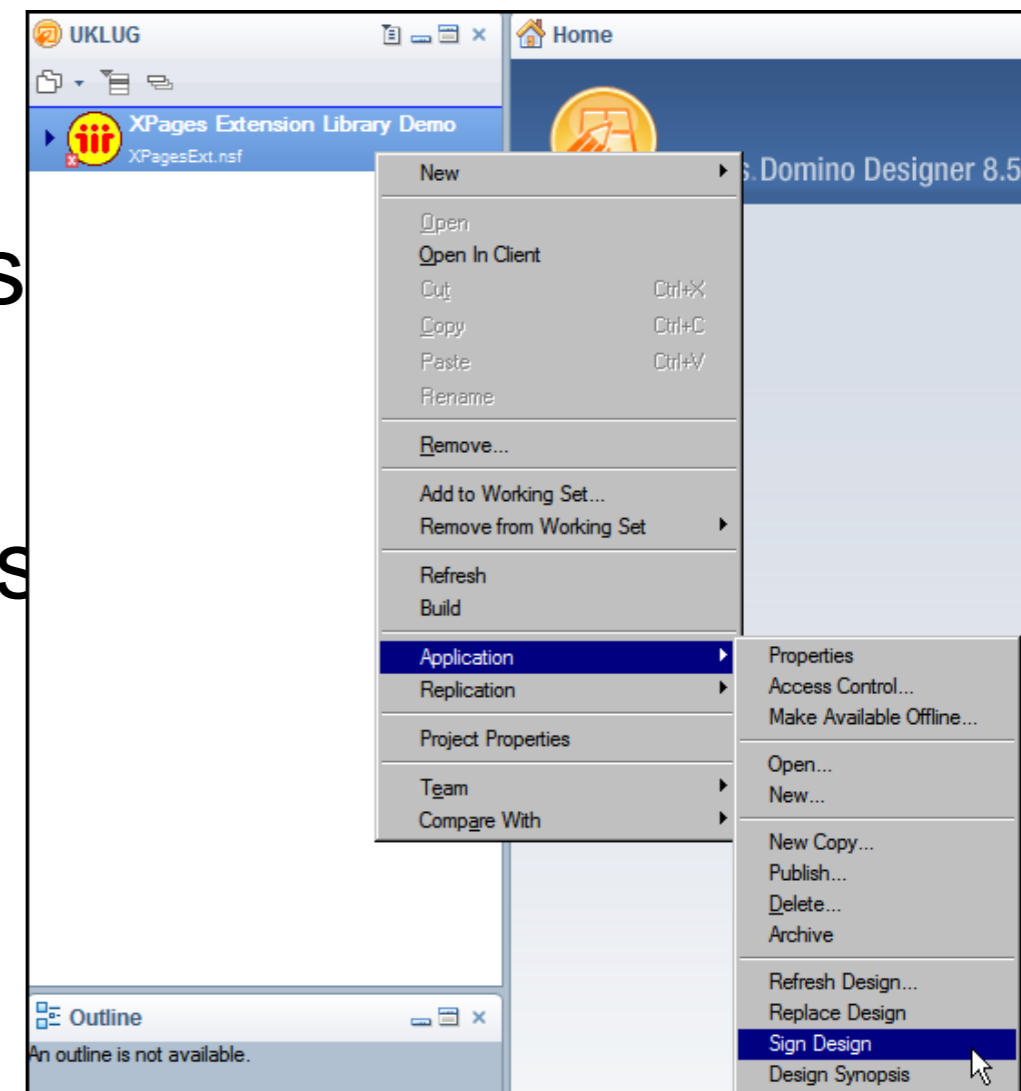 UKLUG
Home
XPages Extension Library Demo
XPagesExt.nsf
s.Domino Designer 8.5
New
Open
Open In Client
Cut Ctrl+X
Copy Ctrl+C
Paste Ctrl+V
Rename
Remove...
Add to Working Set...
Remove from Working Set
Refresh
Build
Application
Replication
Project Properties
Team
Compare With
Properties
Access Control...
Make Available Offline...
Open...
New...
New Copy...
Publish...
Delete...
Archive
Refresh Design...
Replace Design
Sign Design
Design Synopsis
s
s
Outline
An outline is not available.